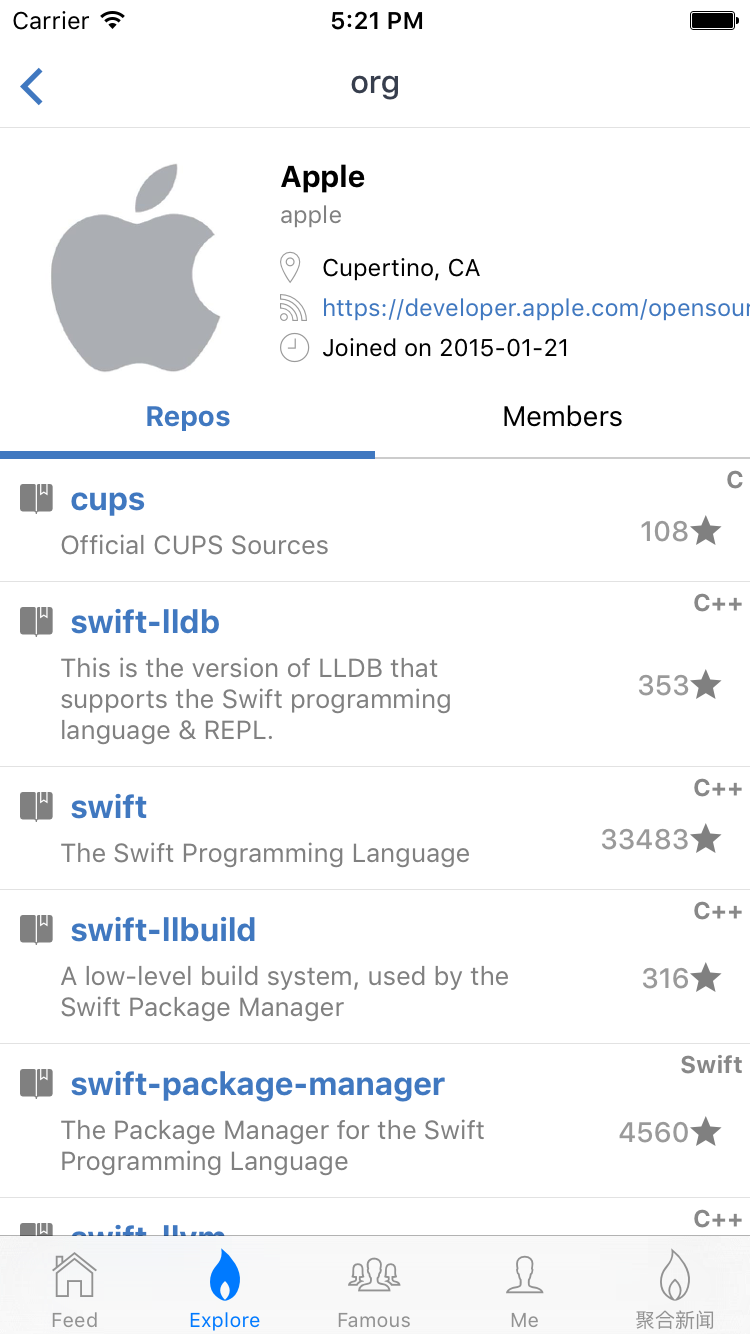 Carrier 5:21 PM
org
Apple
apple
Cupertino, CA
https://developer.apple.com/opensour
Joined on 2015-01-21
Repos Members
C
cups
108
Official CUPS Sources
C++
swift-lldb
This is the version of LLDB that
353
supports the Swift programming
language & REPL.
C++
swift
33483
The Swift Programming Language
C++
swift-llbuild
A low-level build system, used by the
316
Swift Package Manager
Swift
swift-package-manager
The Package Manager for the Swift
4560
Programming Language
C++
swift-llvm
Feed Explore Famous Me 聚合新闻